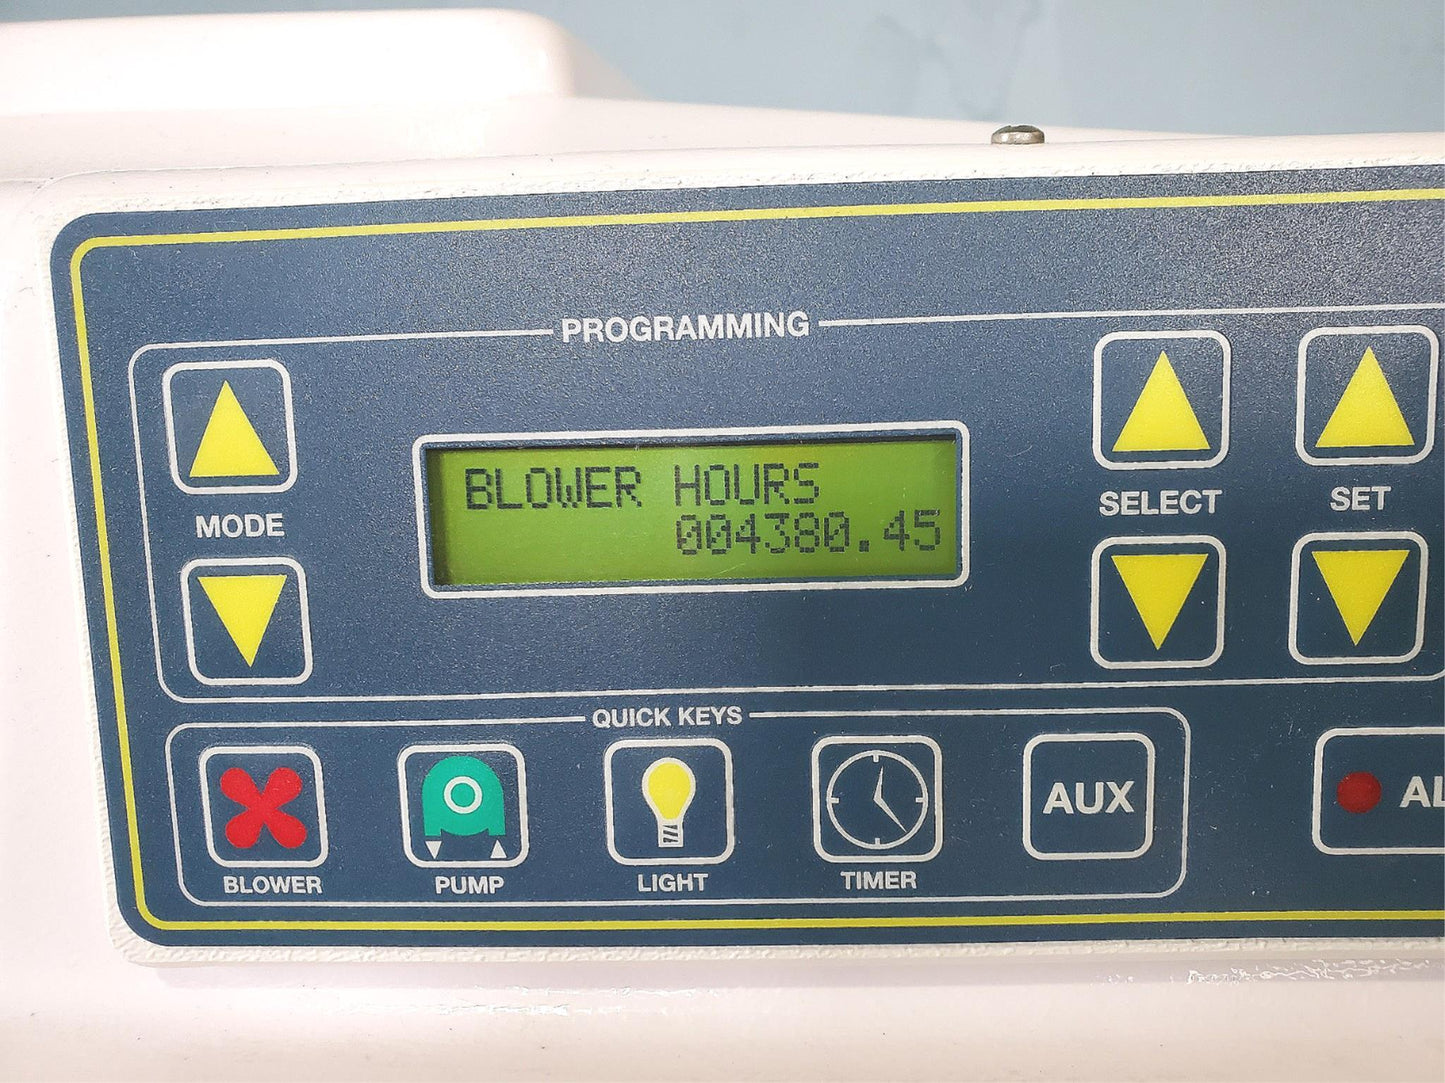 PROGRAMMING
MODE
BLOWER HOURS
004380.45
SELECT
SET
QUICK KEYS
AUX
BLOWER
PUMP
LIGHT
TIMER